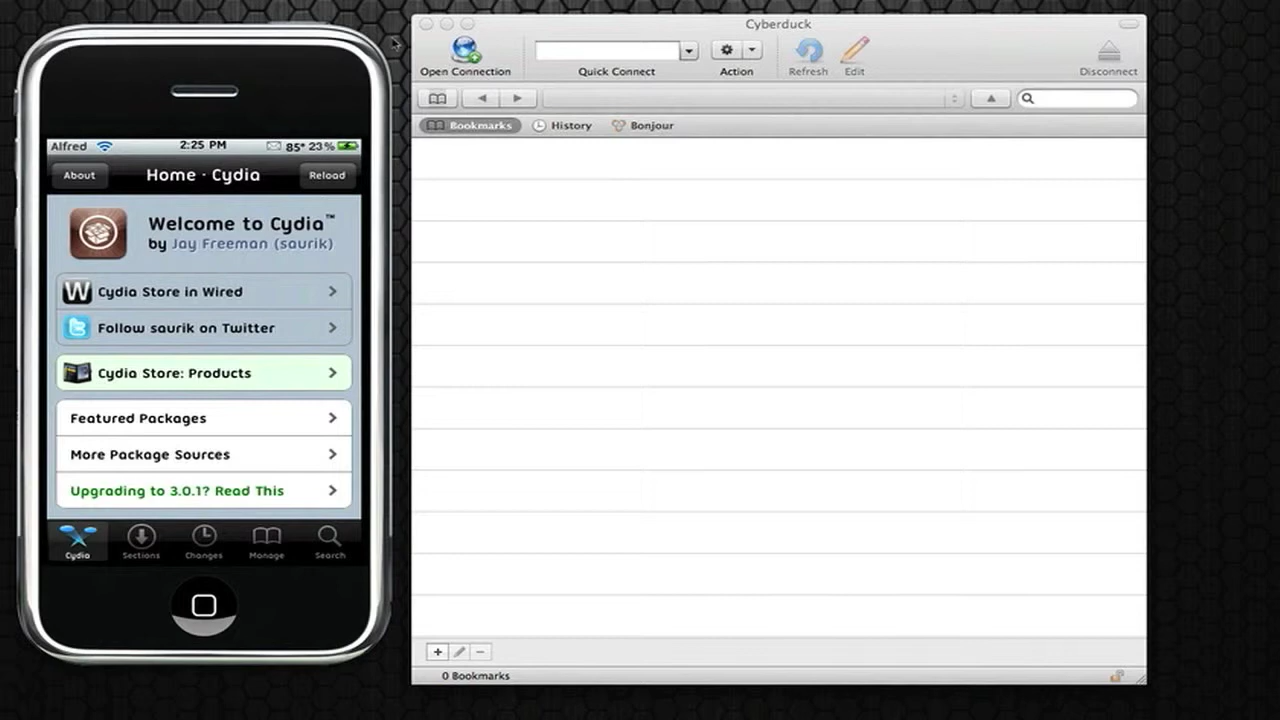 Alfred 2:25 PM 85° 23%
About Home · Cydia Reload
Welcome to Cydia™
by Jay Freeman (saurik)
W Cydia Store in Wired
Follow saurik on Twitter
Cydia Store: Products
Featured Packages
More Package Sources
Upgrading to 3.0.1? Read This
Cydia Sections Changes Manage Search
Cyberduck
Open Connection Quick Connect Action Refresh Edit Disconnect
Bookmarks History Bonjour
0 Bookmarks